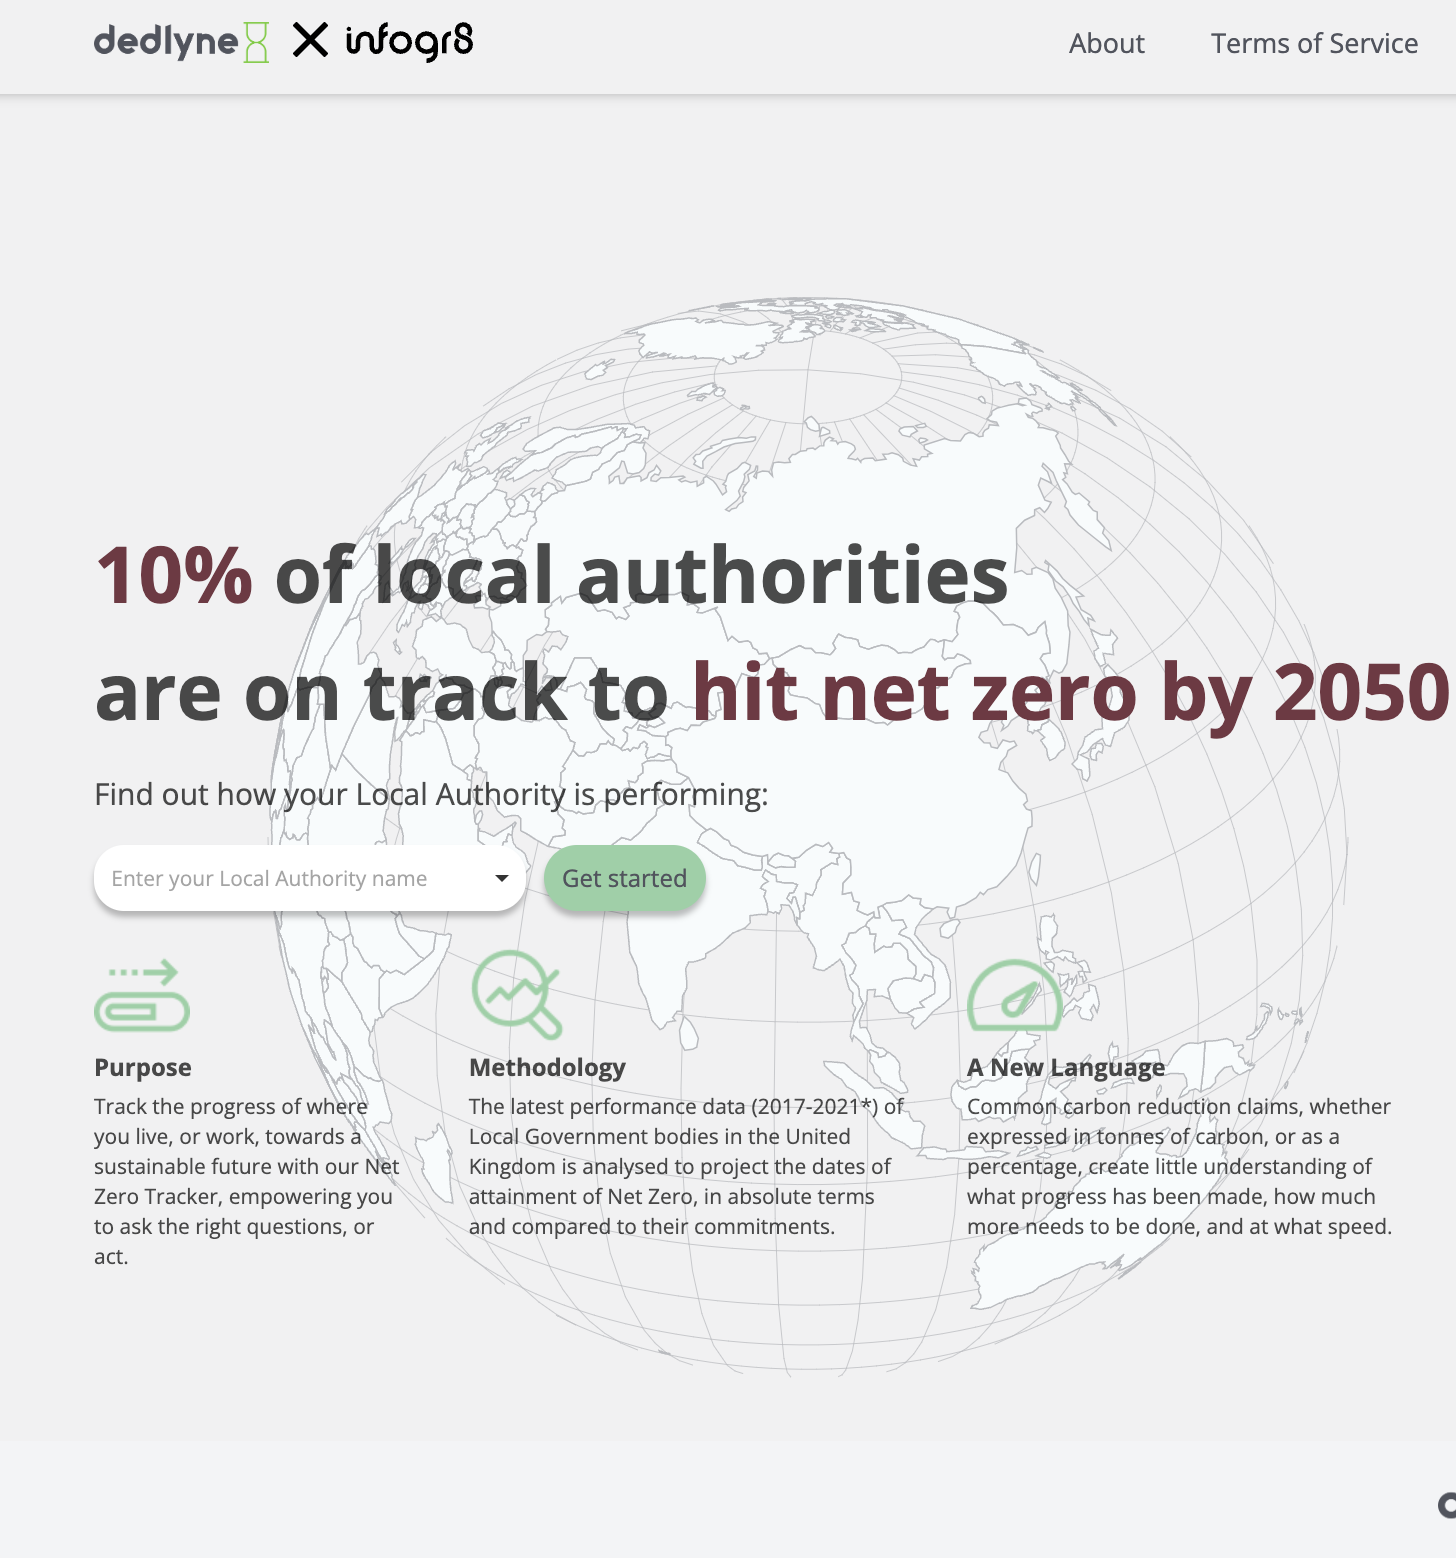 dedlyne X infogr8
About
Terms of Service
10% of local authorities
are on track to hit net zero by 2050
Find out how your Local Authority is performing:
Enter your Local Authority name
Get started
Purpose
Track the progress of where
you live, or work, towards a
sustainable future with our Net
Zero Tracker, empowering you
to ask the right questions, or
act.
Methodology
The latest performance data (2017-2021*) of
Local Government bodies in the United
Kingdom is analysed to project the dates of
attainment of Net Zero, in absolute terms
and compared to their commitments.
A New Language
Common carbon reduction claims, whether
expressed in tonnes of carbon, or as a
percentage, create little understanding of
what progress has been made, how much
more needs to be done, and at what speed.